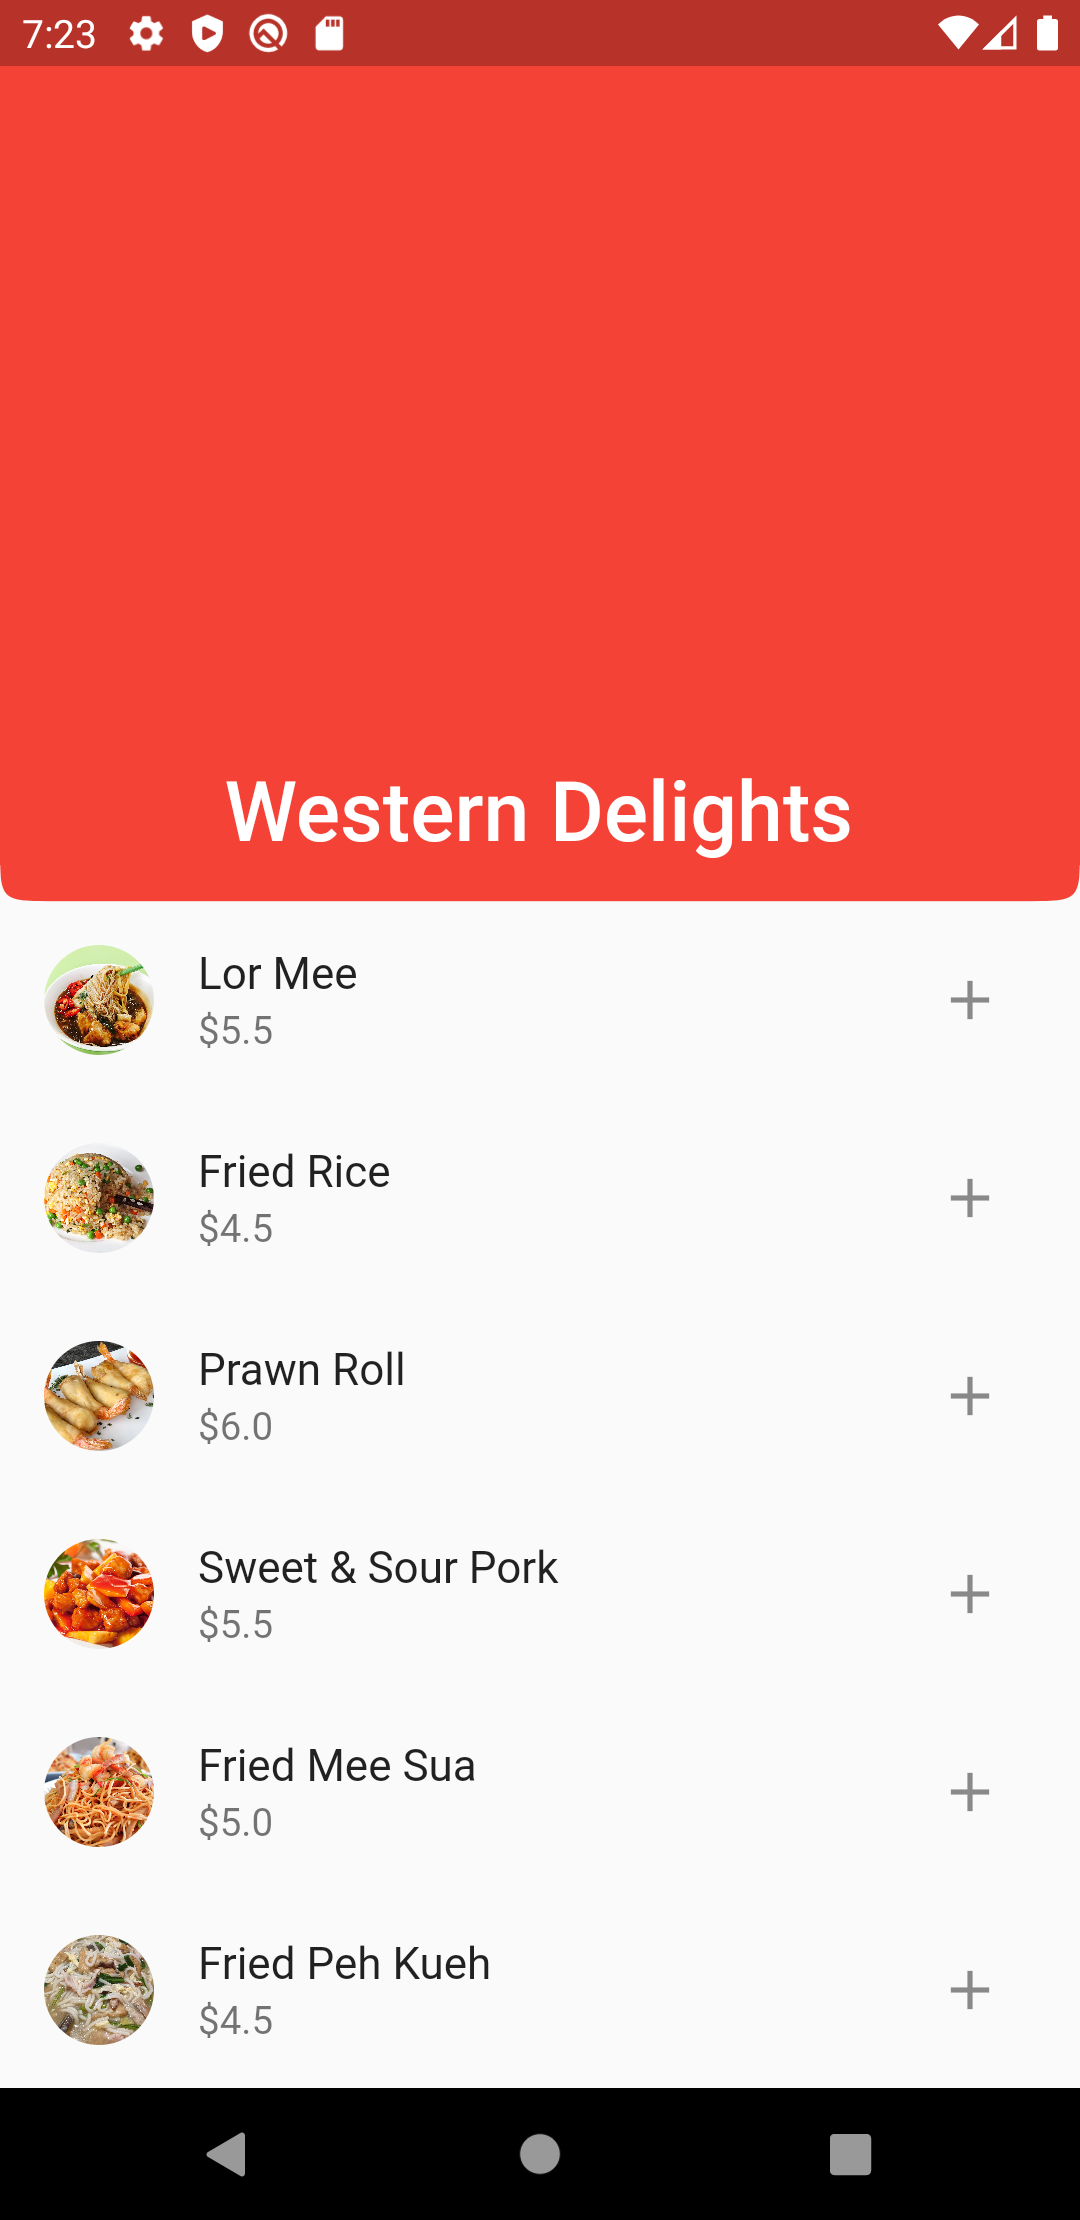 7:23
Western Delights
Lor Mee
$5.5
Fried Rice
$4.5
Prawn Roll
$6.0
Sweet & Sour Pork
$5.5
Fried Mee Sua
$5.0
Fried Peh Kueh
$4.5